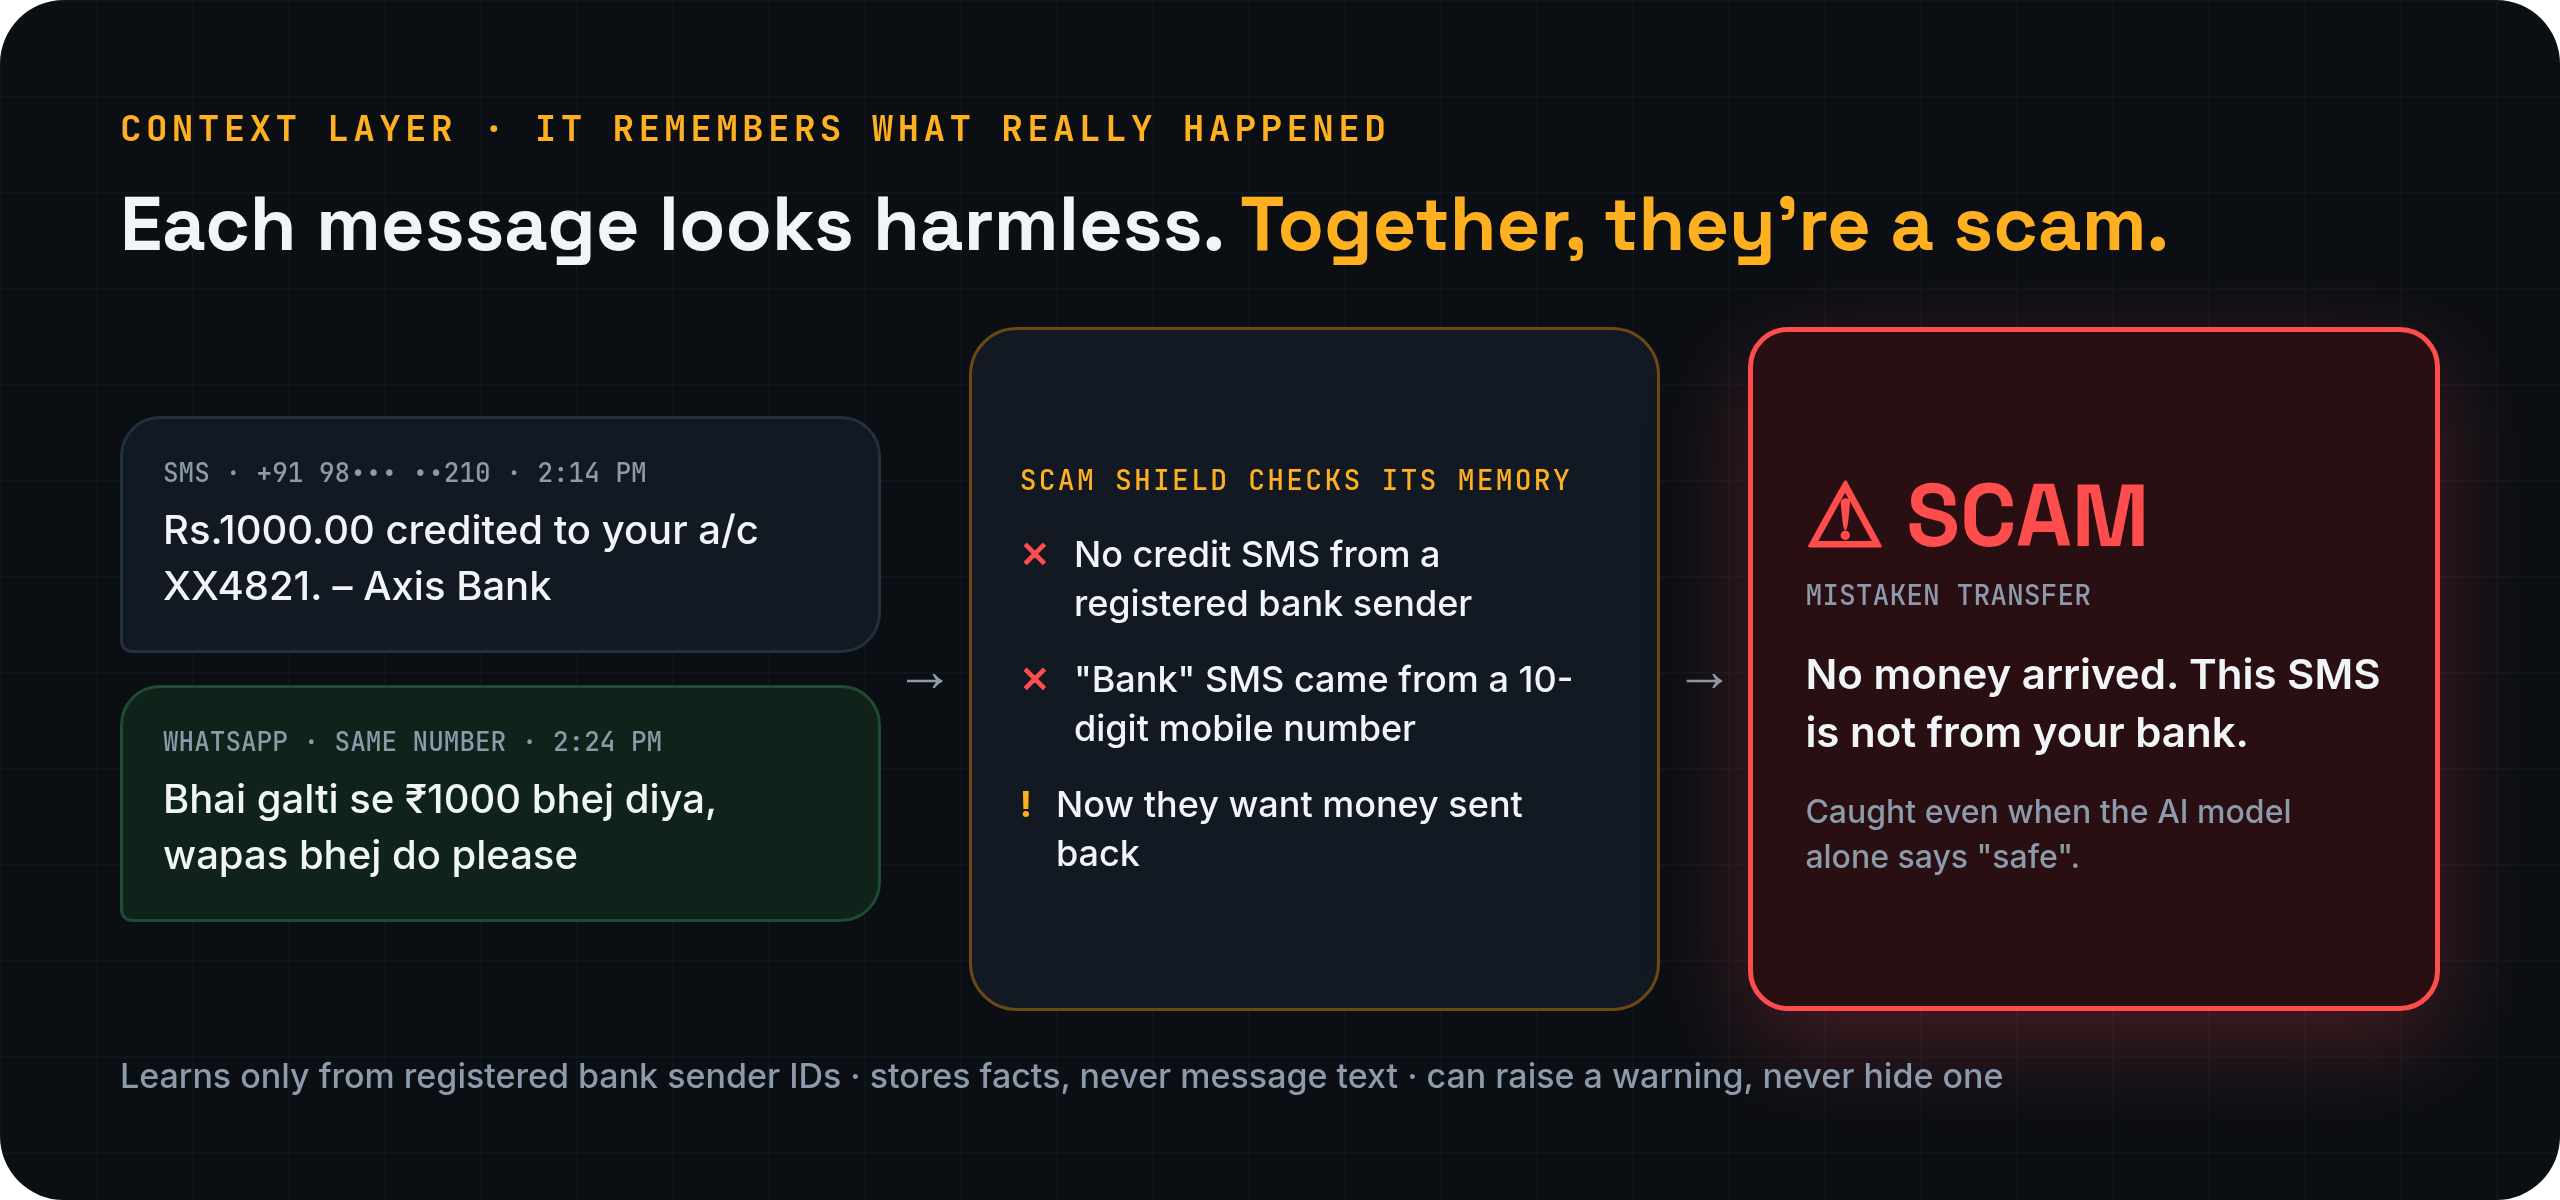 CONTEXT LAYER · IT REMEMBERS WHAT REALLY HAPPENED
Each message looks harmless. Together, they’re a scam.
SMS · +91 98••• ••210 · 2:14 PM
Rs.1000.00 credited to your a/c
XX4821. – Axis Bank
WHATSAPP · SAME NUMBER · 2:24 PM
Bhai galti se ₹1000 bhej diya,
wapas bhej do please
→
SCAM SHIELD CHECKS ITS MEMORY
✕ No credit SMS from a
registered bank sender
✕ "Bank" SMS came from a 10-
digit mobile number
! Now they want money sent
back
→
⚠ SCAM
MISTAKEN TRANSFER
No money arrived. This SMS
is not from your bank.
Caught even when the AI model
alone says "safe".
Learns only from registered bank sender IDs · stores facts, never message text · can raise a warning, never hide one